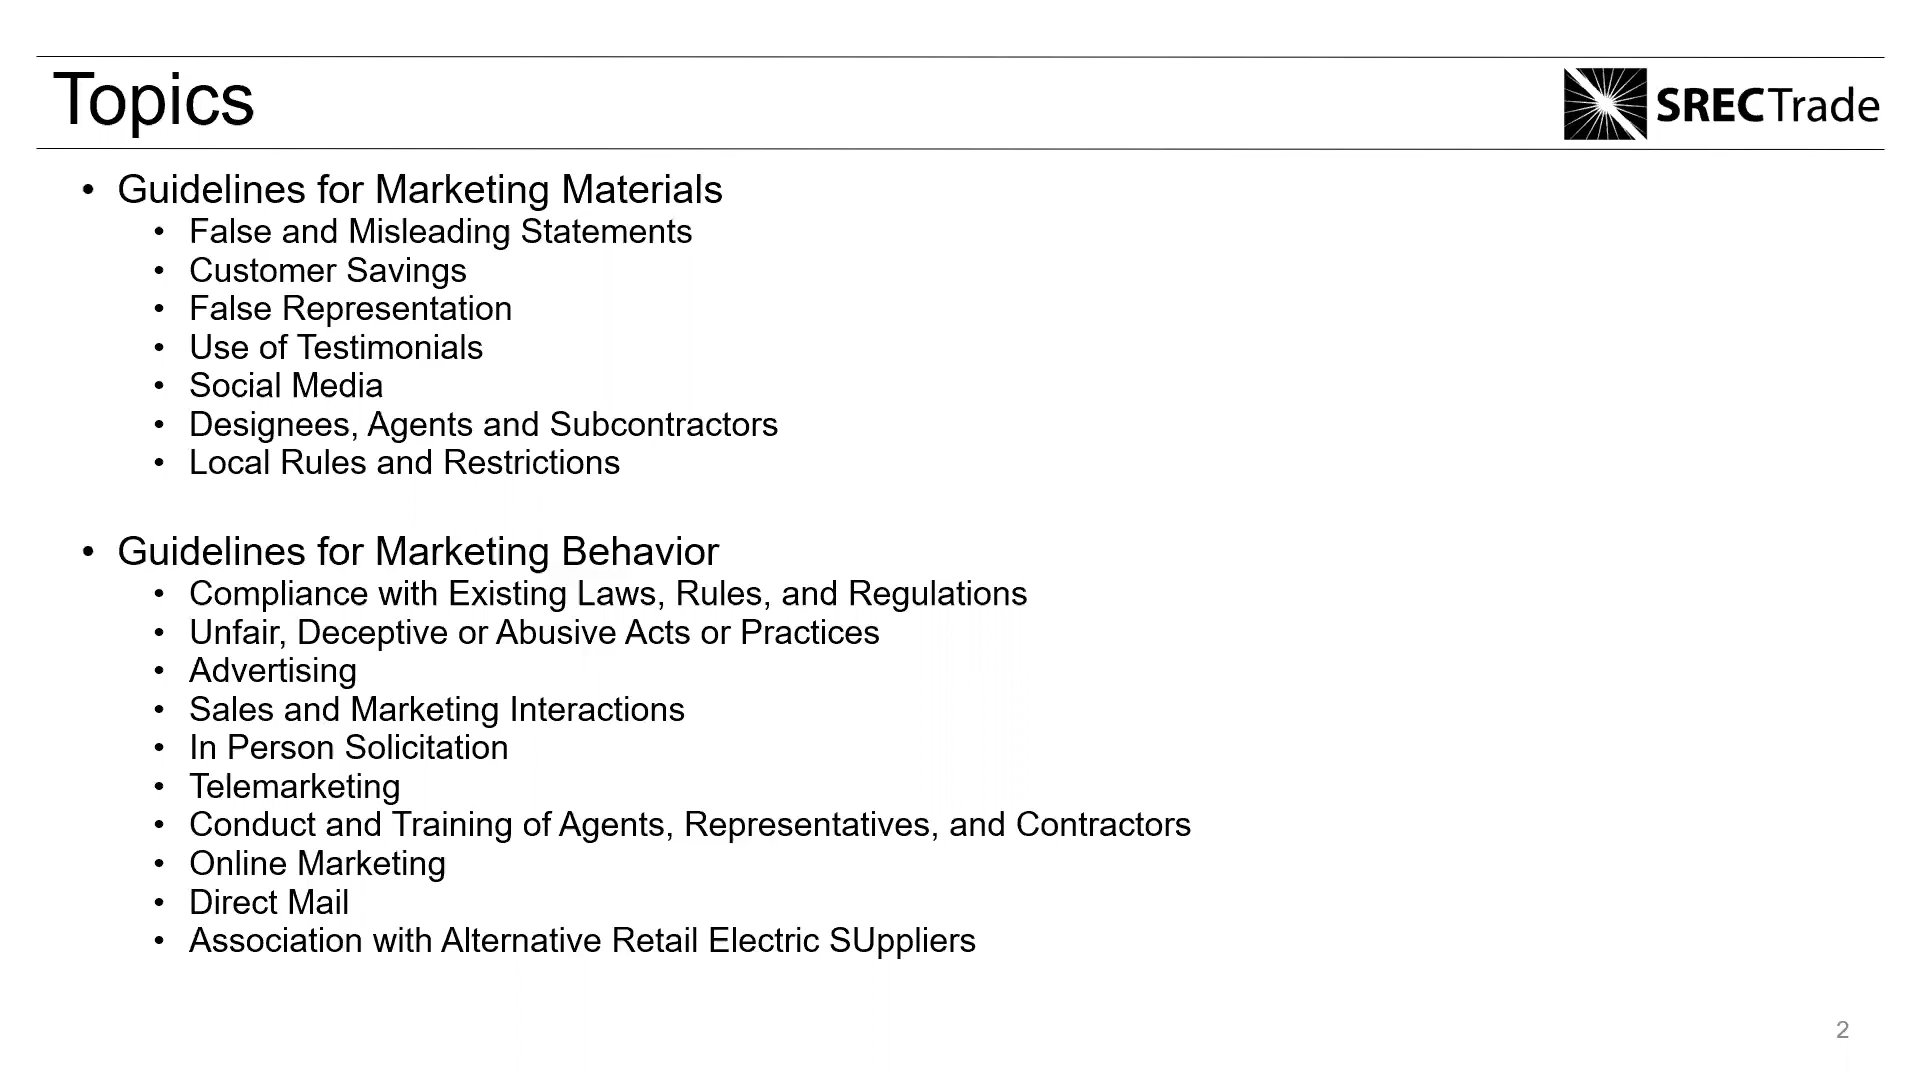 Topics
SRECTrade
• Guidelines for Marketing Materials
• False and Misleading Statements
• Customer Savings
• False Representation
• Use of Testimonials
• Social Media
• Designees, Agents and Subcontractors
• Local Rules and Restrictions
• Guidelines for Marketing Behavior
• Compliance with Existing Laws, Rules, and Regulations
• Unfair, Deceptive or Abusive Acts or Practices
• Advertising
• Sales and Marketing Interactions
• In Person Solicitation
• Telemarketing
• Conduct and Training of Agents, Representatives, and Contractors
• Online Marketing
• Direct Mail
• Association with Alternative Retail Electric SUppliers
2